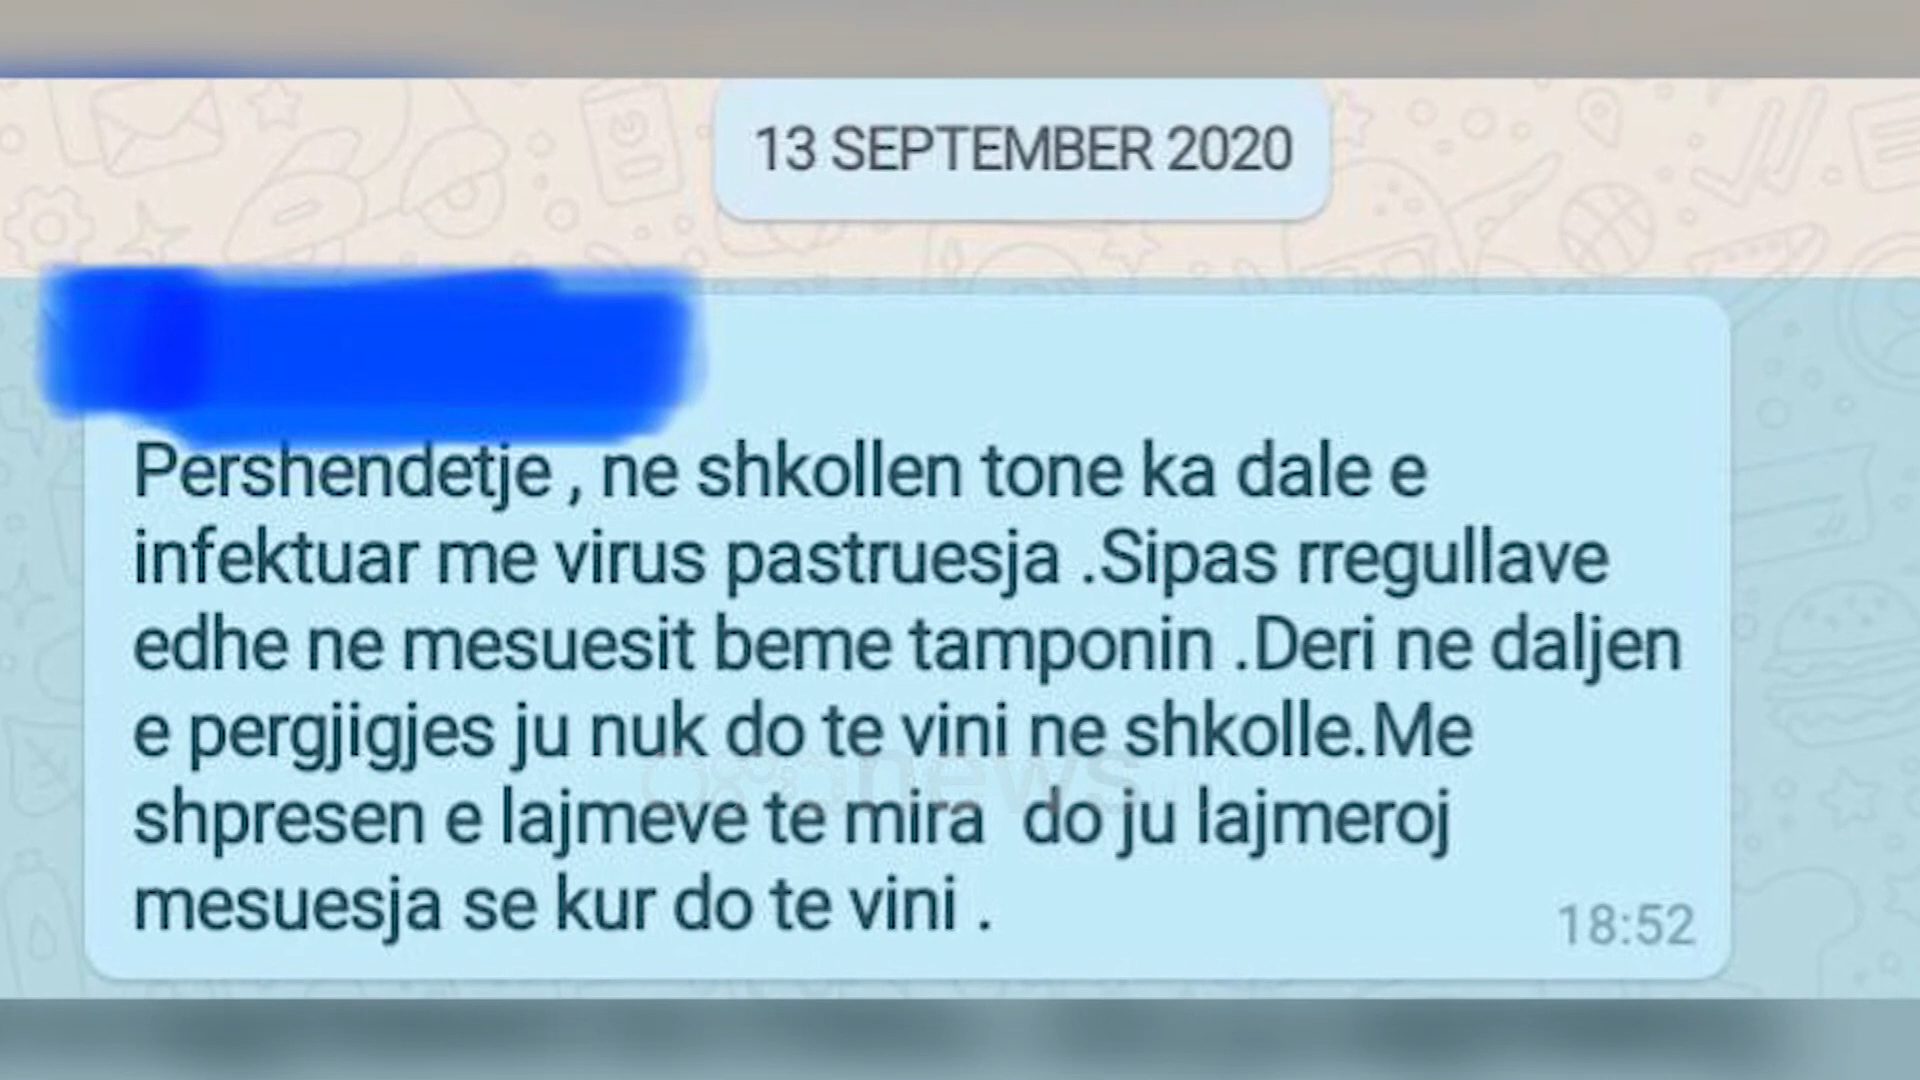 13 SEPTEMBER 2020
Pershendetje , ne shkollen tone ka dale e
infektuar me virus pastruesja .Sipas rregullave
edhe ne mesuesit beme tamponin .Deri ne daljen
e pergjigjes ju nuk do te vini ne shkolle.Me
shpresen e lajmeve te mira  do ju lajmeroj
mesuesja se kur do te vini .
18:52
news